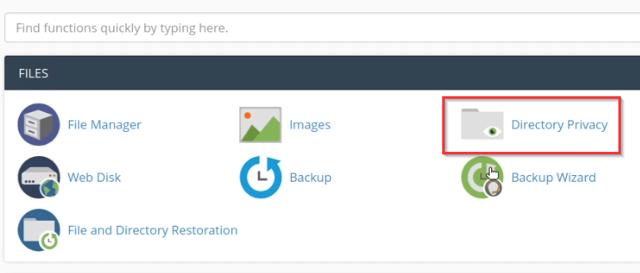 Find functions quickly by typing here.
FILES
File Manager
Images
Directory Privacy
Web Disk
Backup
Backup Wizard
File and Directory Restoration